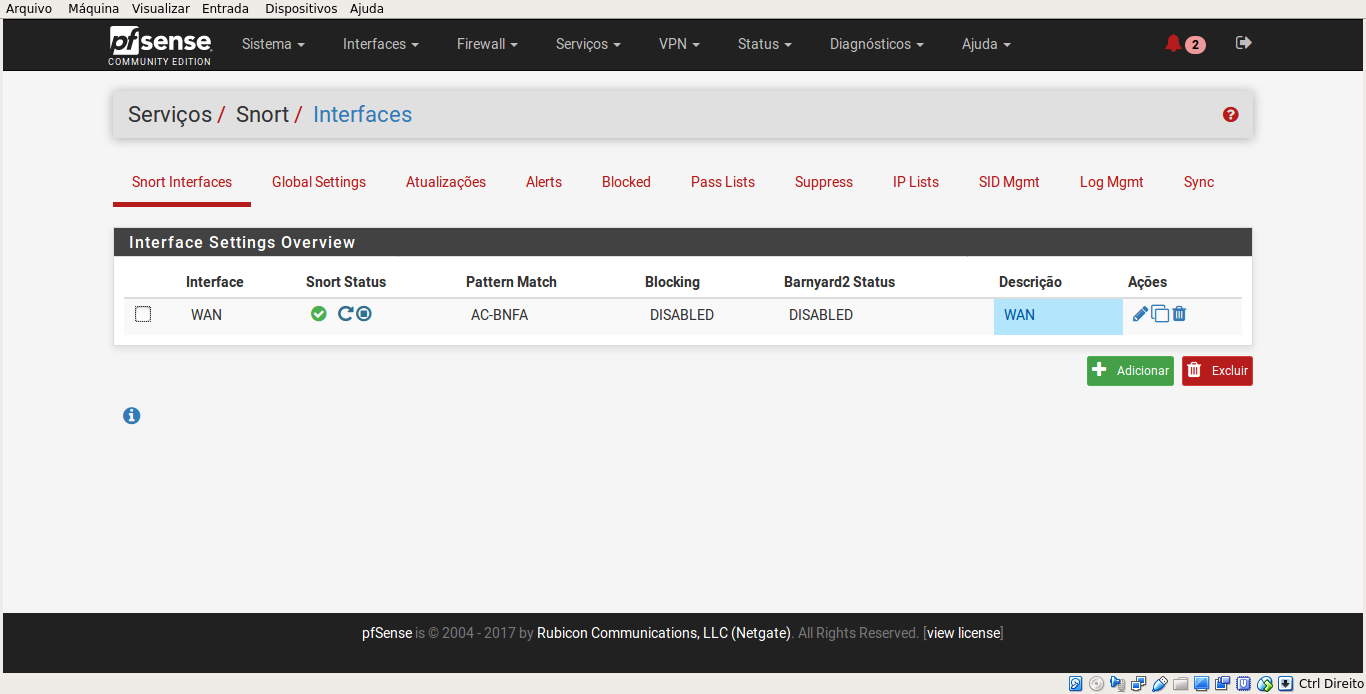 Arquivo Máquina Visualizar Entrada Dispositivos Ajuda
pfsense Sistema Interfaces Firewall Serviços VPN Status Diagnósticos Ajuda 2
COMMUNITY EDITION
Serviços / Snort / Interfaces
Snort Interfaces Global Settings Atualizações Alerts Blocked Pass Lists Suppress IP Lists SID Mgmt Log Mgmt Sync
Interface Settings Overview
Interface Snort Status Pattern Match Blocking Barnyard2 Status Descrição Ações
WAN AC-BNFA DISABLED DISABLED WAN
Adicionar Excluir
pfSense is © 2004 - 2017 by Rubicon Communications, LLC (Netgate). All Rights Reserved. [view license]
Ctrl Direito